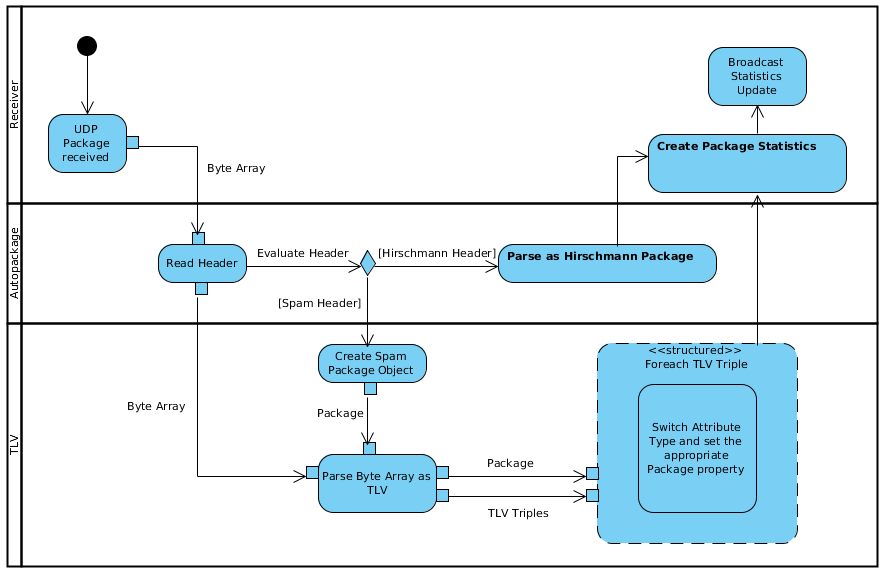 Receiver
UDP
Package
received
Byte Array
Broadcast
Statistics
Update
Create Package Statistics
Autopackage
Read Header
Evaluate Header
[Hirschmann Header]
Parse as Hirschmann Package
[Spam Header]
TLV
Create Spam
Package Object
Byte Array
Package
Parse Byte Array as
TLV
Package
TLV Triples
<<structured>>
Foreach TLV Triple
Switch Attribute
Type and set the
appropriate
Package property